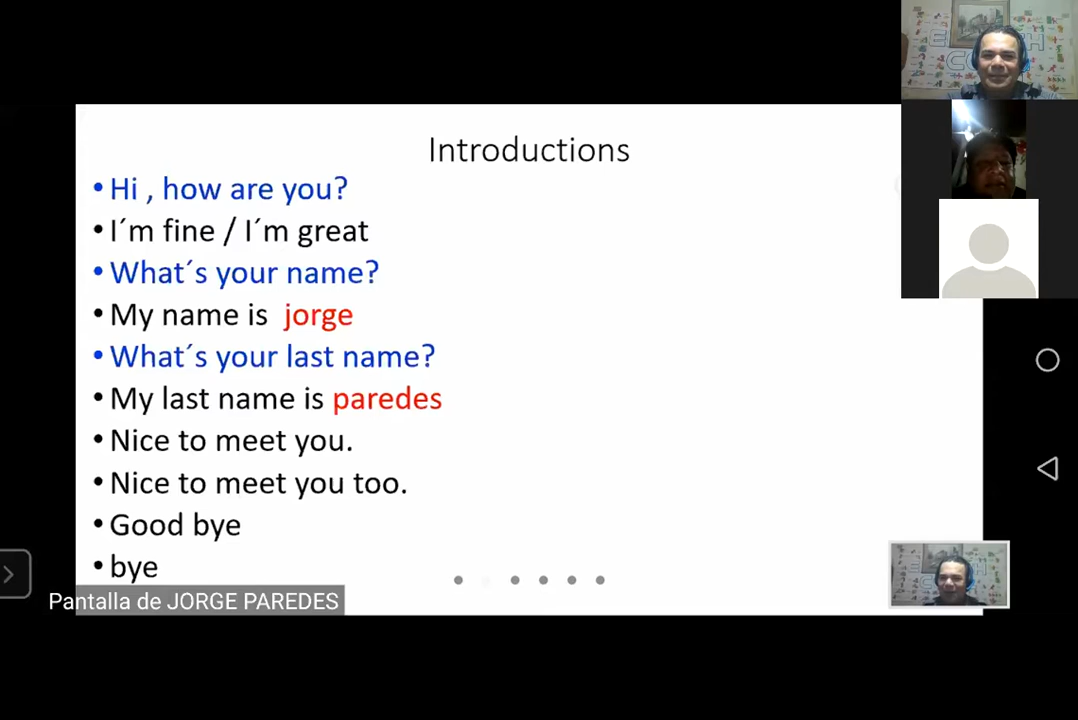 Introductions
•Hi , how are you?
•I´m fine / I´m great
•What´s your name?
•My name is  jorge
•What´s your last name?
•My last name is paredes
•Nice to meet you.
•Nice to meet you too.
•Good bye
•bye
Pantalla de JORGE PAREDES